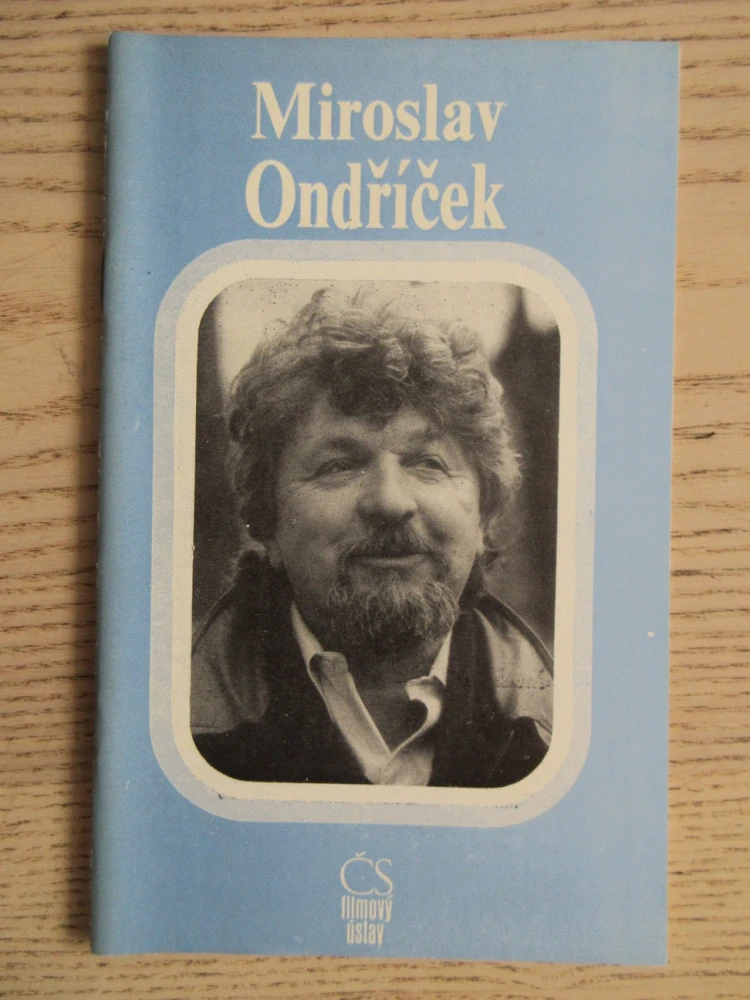 Miroslav
Ondříček
ČS
filmový
ústav